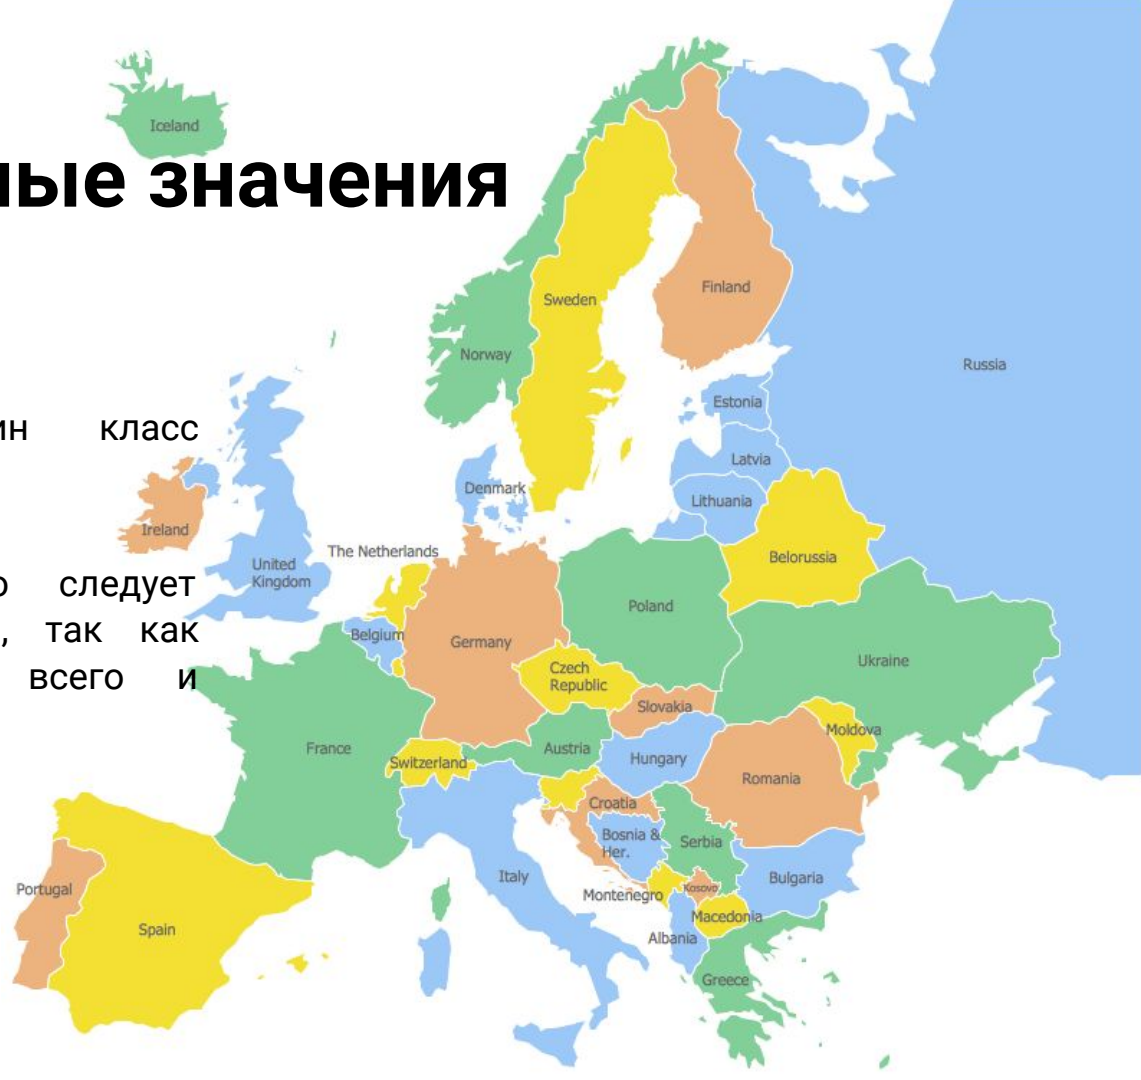 Iceland
ные значения
Finland
Sweden
Norway
Russia
Estonia
ин класс
Latvia
Denmark
Lithuania
Ireland
The Netherlands
Belorussia
United
Kingdom
о следует
Poland
, так как
Belgium
Germany
Ukraine
всего и
Czech
Republic
Slovakia
Moldova
France
Austria
Switzerland
Hungary
Romania
Croatia
Bosnia &
Her.
Serbia
Italy
Bulgaria
Portugal
Kosovo
Montenegro
Macedonia
Spain
Albania
Greece